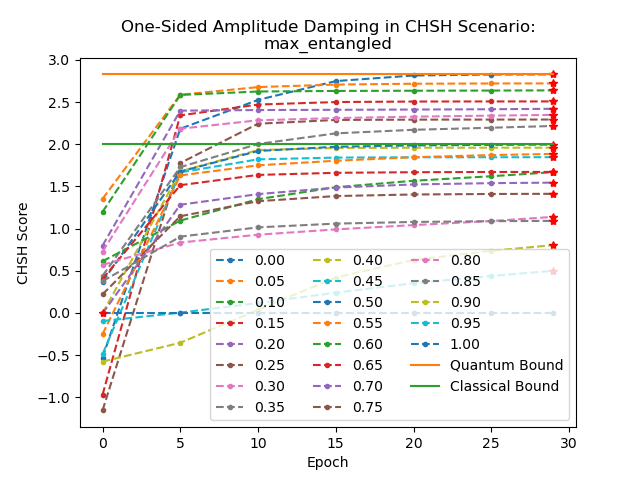 One-Sided Amplitude Damping in CHSH Scenario:
max_entangled
CHSH Score
3.0
2.5
2.0
1.5
1.0
0.5
0.0
−0.5
−1.0
0.00 0.40 0.80
0.05 0.45 0.85
0.10 0.50 0.90
0.15 0.55 0.95
0.20 0.60 1.00
0.25 0.65 Quantum Bound
0.30 0.70 Classical Bound
0.35 0.75
0 5 10 15 20 25 30
Epoch